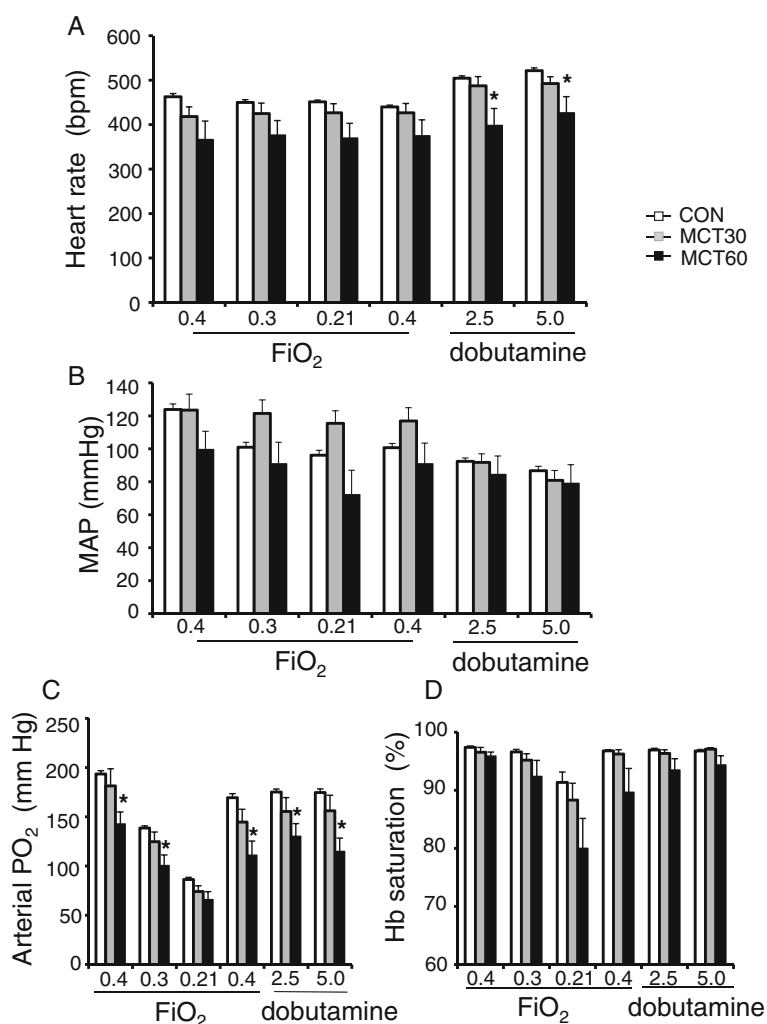 A
Heart rate (bpm)
600
500
400
300
200
100
0
* *
0.4 0.3 0.21 0.4 2.5 5.0
FiO2 dobutamine
CON
MCT30
MCT60
B
MAP (mmHg)
140
120
100
80
60
40
20
0
0.4 0.3 0.21 0.4 2.5 5.0
FiO2 dobutamine
C
Arterial PO2 (mm Hg)
250
200
150
100
50
0
* * * * *
0.4 0.3 0.21 0.4 2.5 5.0
FiO2 dobutamine
D
Hb saturation (%)
100
90
80
70
60
0.4 0.3 0.21 0.4 2.5 5.0
FiO2 dobutamine